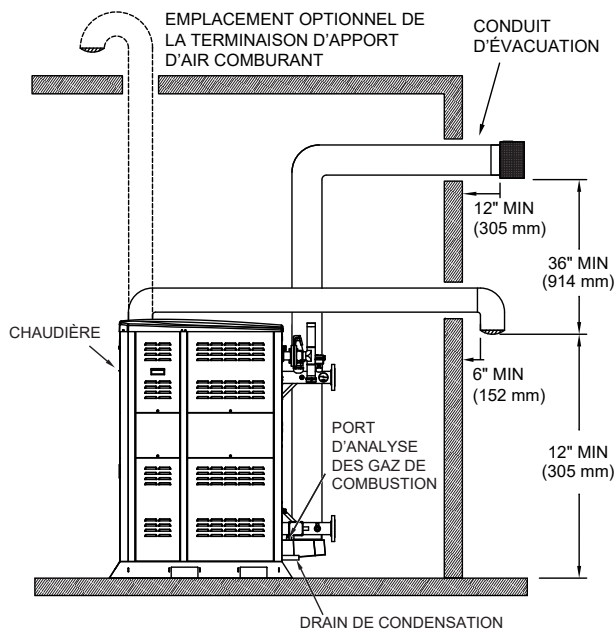 EMPLACEMENT OPTIONNEL DE
LA TERMINAISON D'APPORT
D'AIR COMBURANT
CONDUIT
D'ÉVACUATION
12" MIN
(305 mm)
36" MIN
(914 mm)
CHAUDIÈRE
6" MIN
(152 mm)
PORT
D'ANALYSE
DES GAZ DE
COMBUSTION
12" MIN
(305 mm)
DRAIN DE CONDENSATION